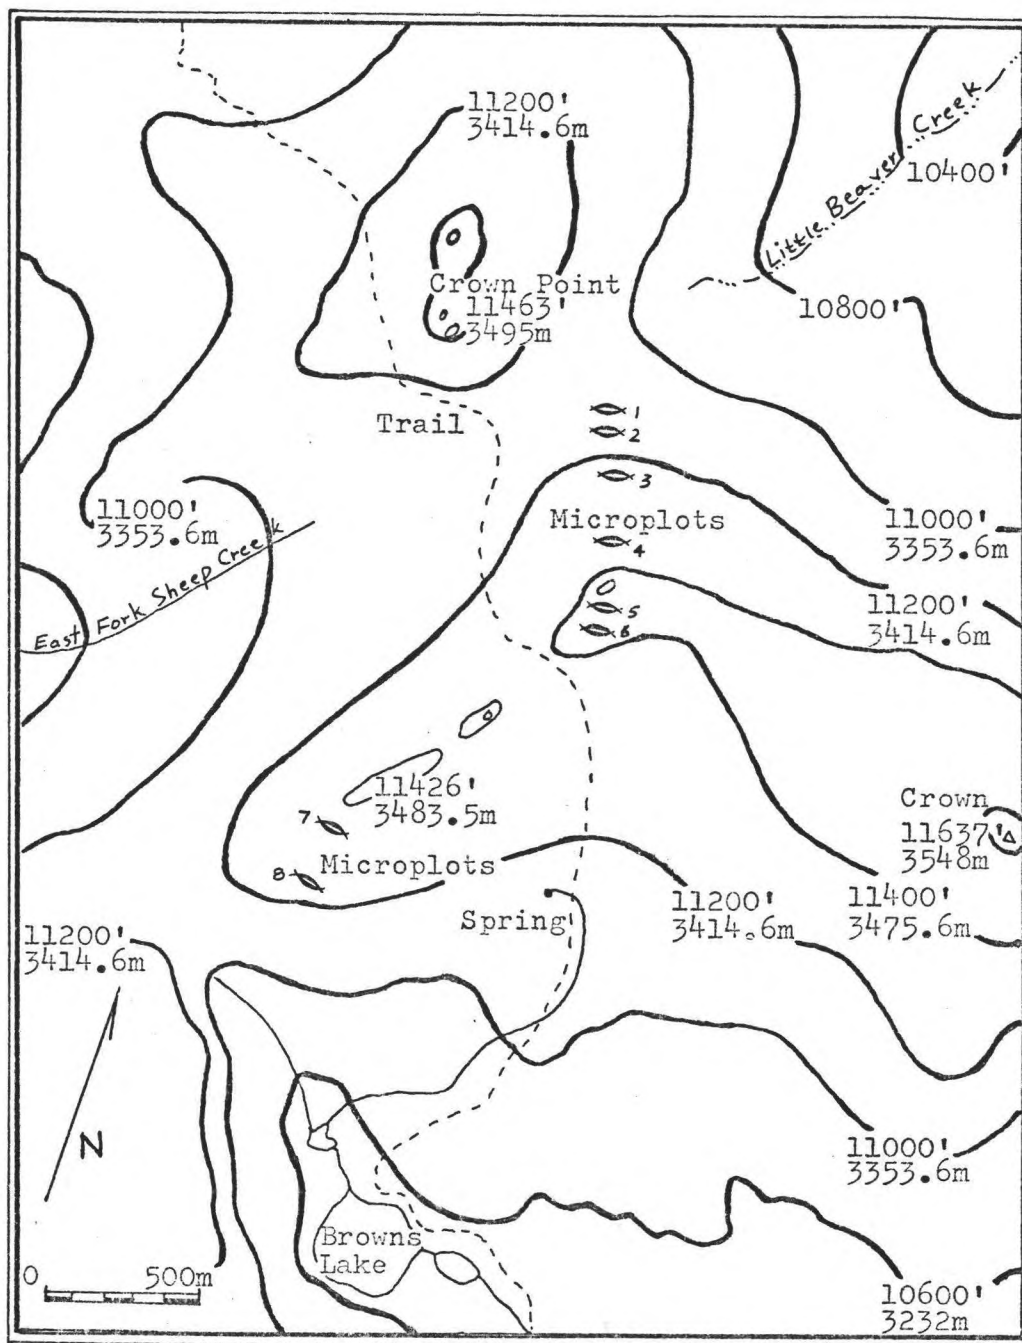 11200'
3414.6m
Little Beaver Creek
10400'
Crown Point
11463'
3495m
10800'
Trail
1
2
3
11000'
3353.6m
Microplots
11000'
3353.6m
4
East Fork Sheep Creek
5
6
11200'
3414.6m
11426'
3483.5m
7
Crown
11637'
3548m
8
Microplots
Spring
11200'
3414.6m
11400'
3475.6m
11200'
3414.6m
N
11000'
3353.6m
Browns
Lake
0 500m
10600'
3232m